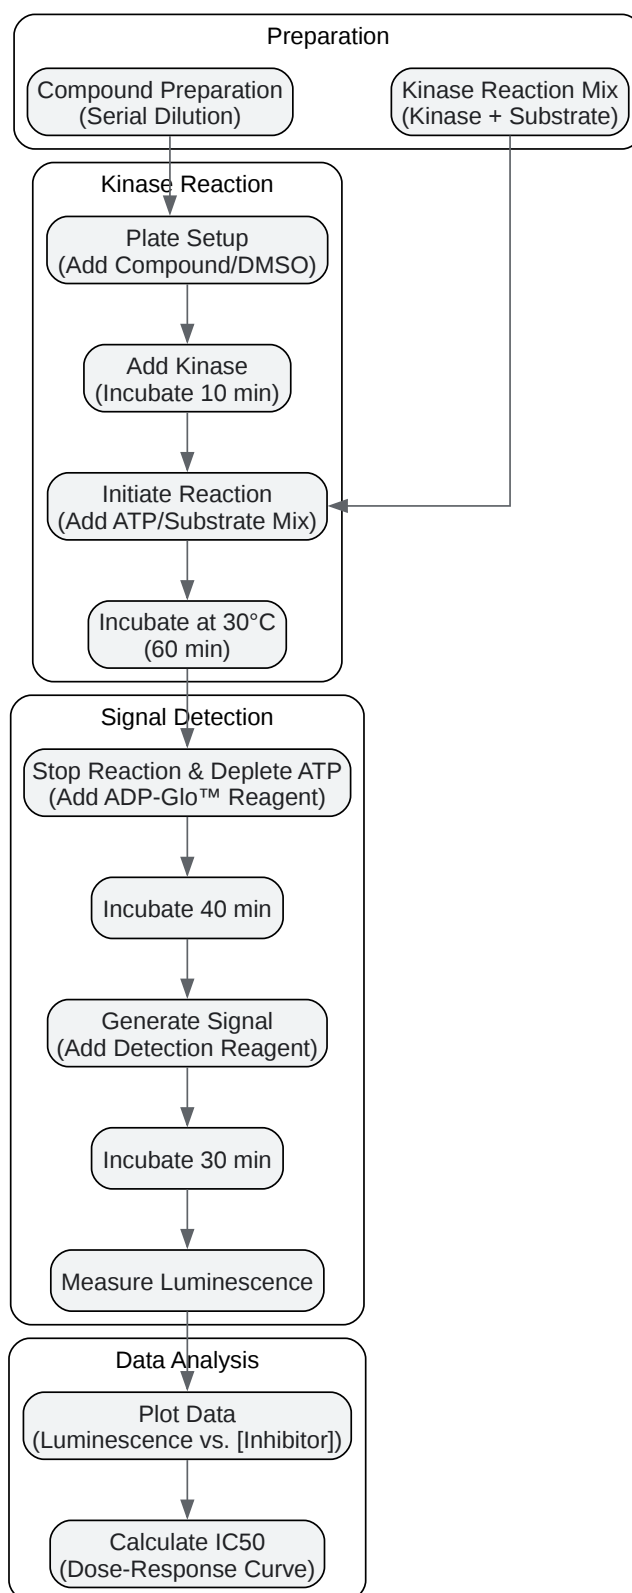 Preparation
Compound Preparation
(Serial Dilution)
Kinase Reaction Mix
(Kinase + Substrate)
Kinase Reaction
Plate Setup
(Add Compound/DMSO)
Add Kinase
(Incubate 10 min)
Initiate Reaction
(Add ATP/Substrate Mix)
Incubate at 30°C
(60 min)
Signal Detection
Stop Reaction & Deplete ATP
(Add ADP-Glo™ Reagent)
Incubate 40 min
Generate Signal
(Add Detection Reagent)
Incubate 30 min
Measure Luminescence
Data Analysis
Plot Data
(Luminescence vs. [Inhibitor])
Calculate IC50
(Dose-Response Curve)